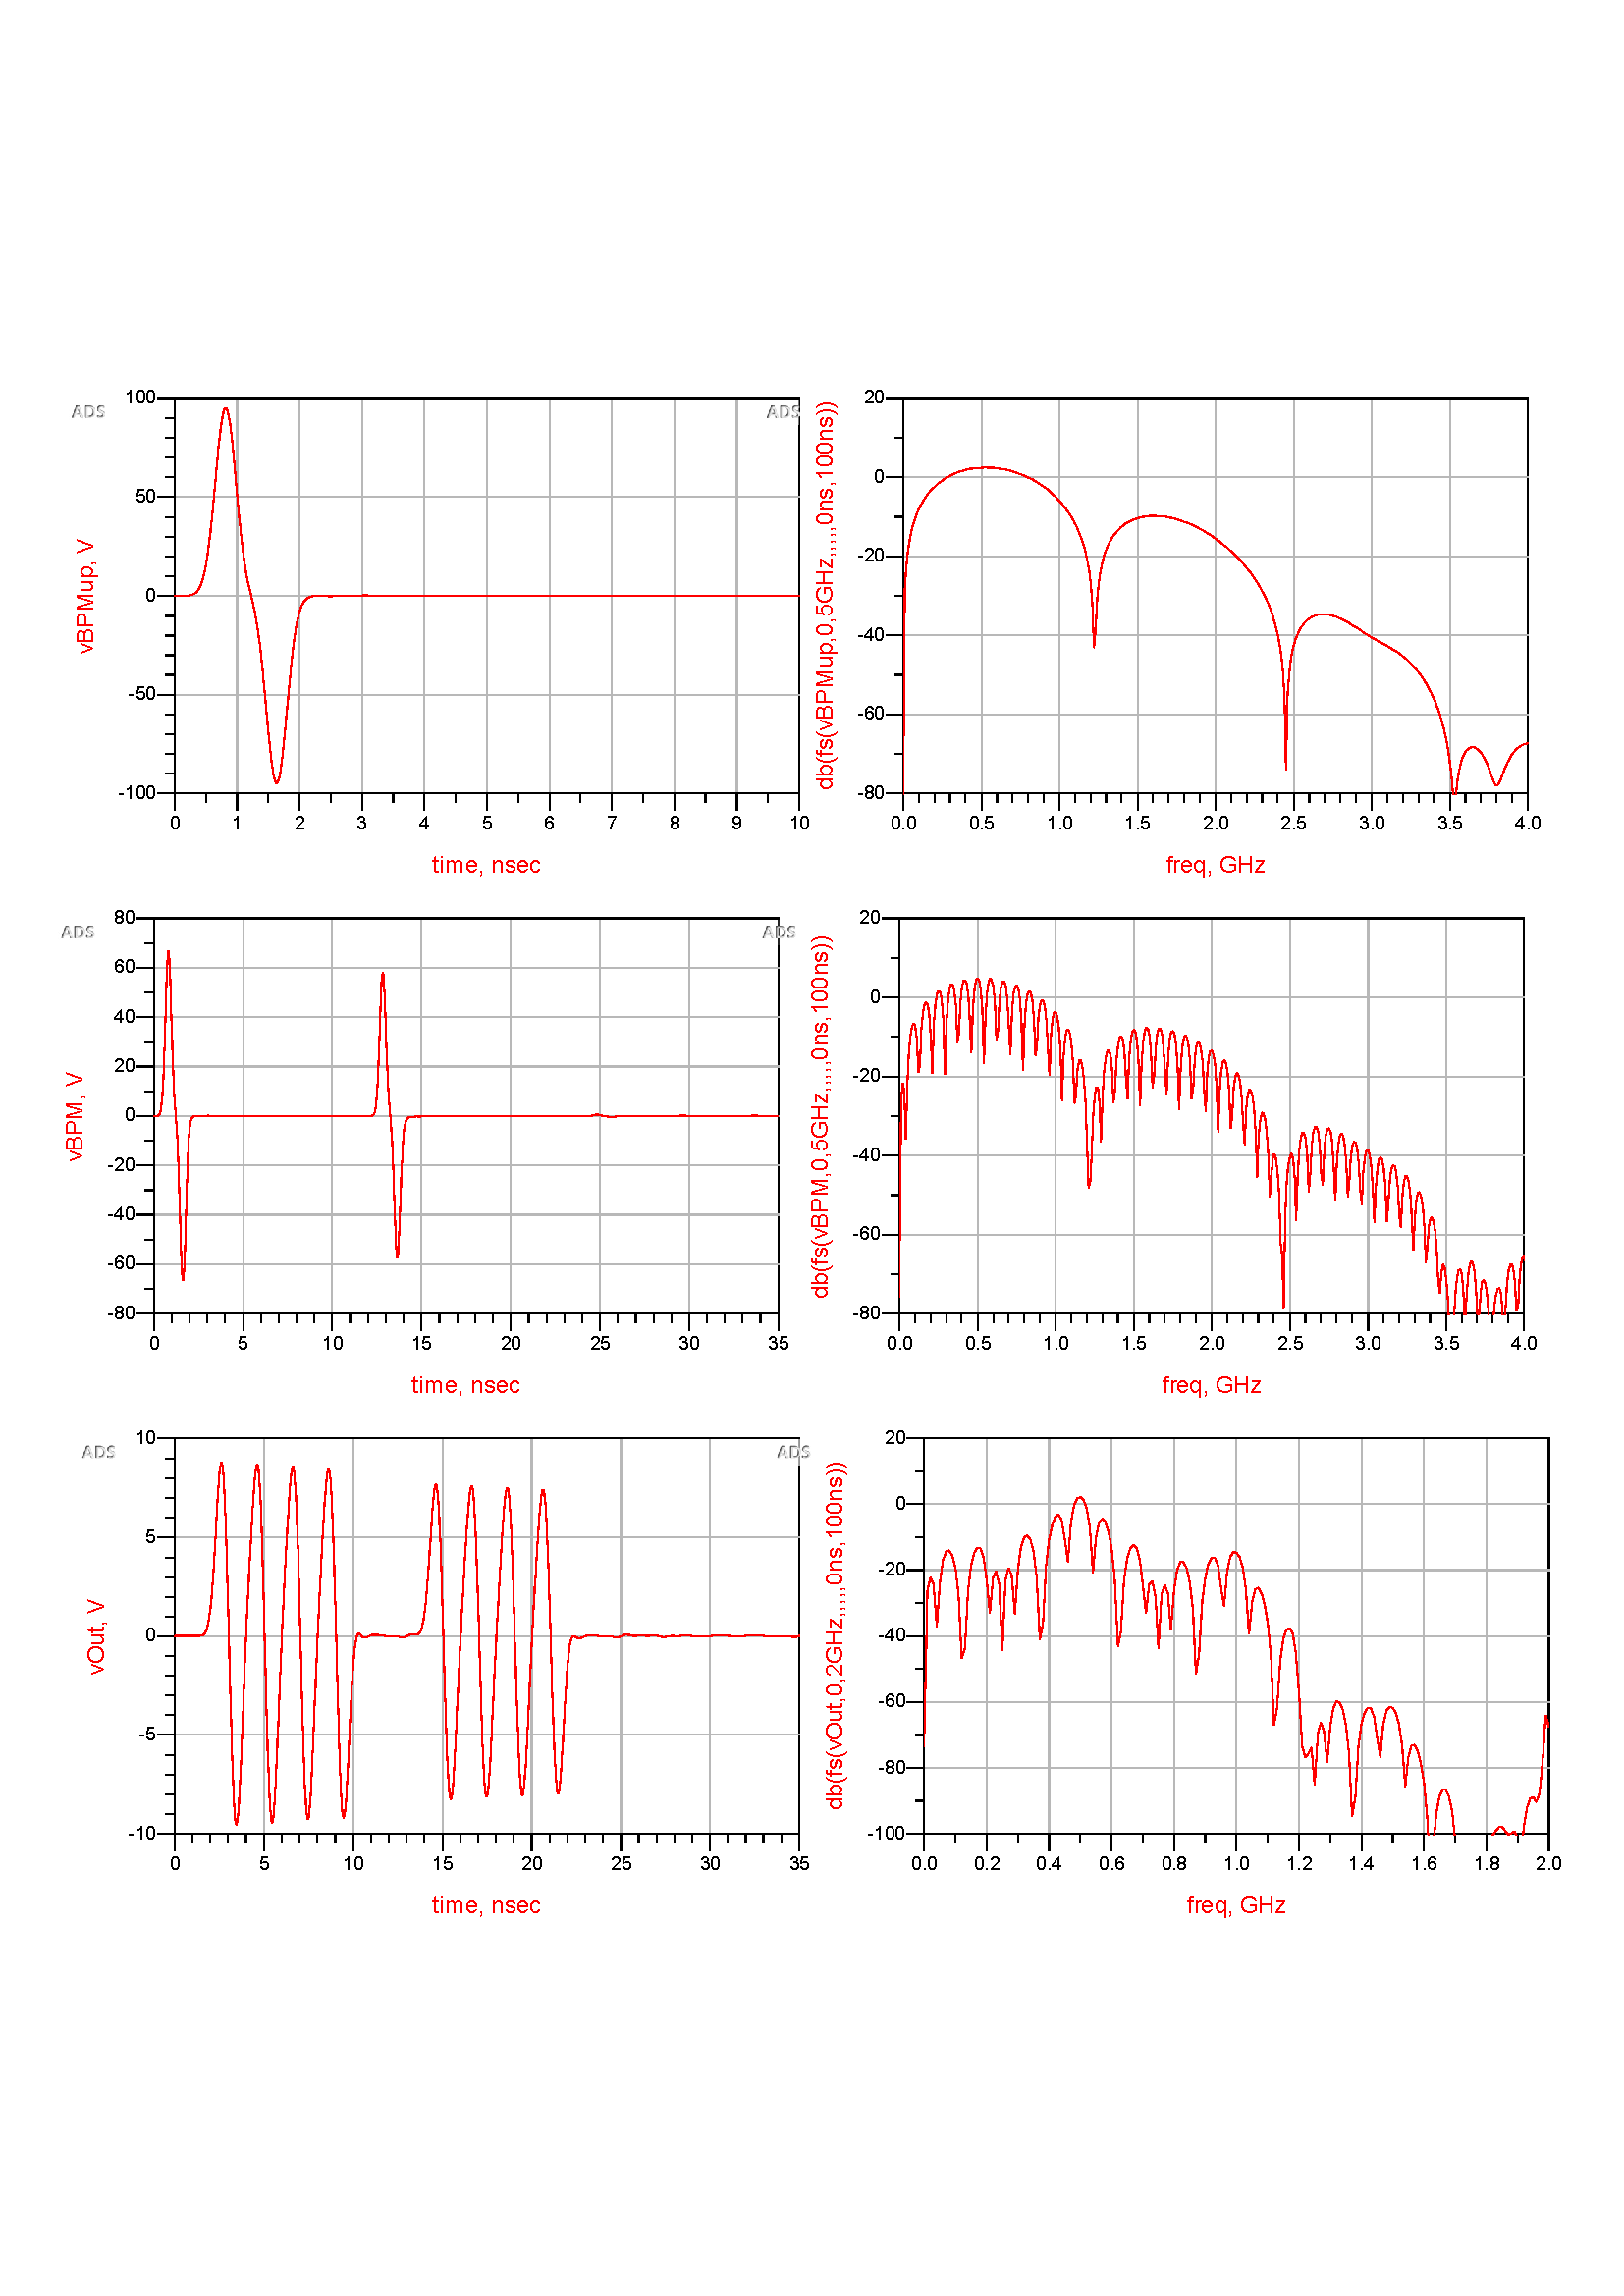 ADS
vBPMup, V
100
50
0
-50
-100
0 1 2 3 4 5 6 7 8 9 10
time, nsec
ADS
db(fs(vBPMup,0,5GHz,,,,,0ns,100ns))
20
0
-20
-40
-60
-80
0.0 0.5 1.0 1.5 2.0 2.5 3.0 3.5 4.0
freq, GHz
ADS
vBPM, V
80
60
40
20
0
-20
-40
-60
-80
0 5 10 15 20 25 30 35
time, nsec
ADS
db(fs(vBPM,0,5GHz,,,,,0ns,100ns))
20
0
-20
-40
-60
-80
0.0 0.5 1.0 1.5 2.0 2.5 3.0 3.5 4.0
freq, GHz
ADS
vOut, V
10
5
0
-5
-10
0 5 10 15 20 25 30 35
time, nsec
ADS
db(fs(vOut,0,2GHz,,,,,0ns,100ns))
20
0
-20
-40
-60
-80
-100
0.0 0.2 0.4 0.6 0.8 1.0 1.2 1.4 1.6 1.8 2.0
freq, GHz